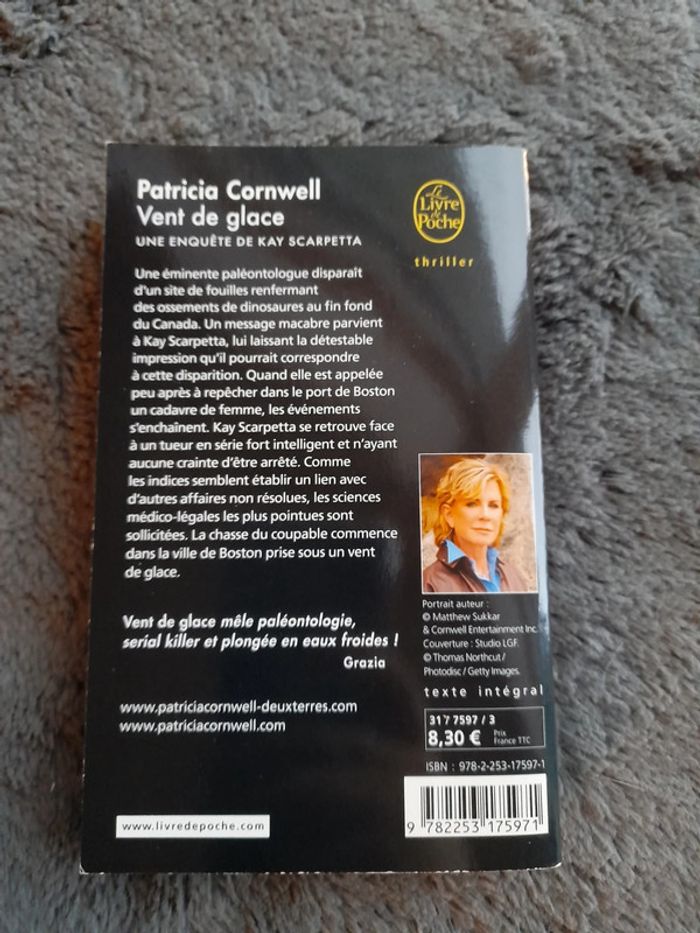 Patricia Cornwell
Vent de glace
UNE ENQUÊTE DE KAY SCARPETTA
Le
Livre
de
Poche
thriller
Une éminente paléontologue disparaît
d'un site de fouilles renfermant
des ossements de dinosaures au fin fond
du Canada. Un message macabre parvient
à Kay Scarpetta, lui laissant la détestable
impression qu'il pourrait correspondre
à cette disparition. Quand elle est appelée
peu après à repêcher dans le port de Boston
un cadavre de femme, les événements
s'enchaînent. Kay Scarpetta se retrouve face
à un tueur en série fort intelligent et n'ayant
aucune crainte d'être arrêté. Comme
les indices semblent établir un lien avec
d'autres affaires non résolues, les sciences
médico-légales les plus pointues sont
sollicitées. La chasse du coupable commence
dans la ville de Boston prise sous un vent
de glace.
Vent de glace mêle paléontologie,
serial killer et plongée en eaux froides !
Grazia
www.patriciacornwell-deuxterres.com
www.patriciacornwell.com
www.livredepoche.com
Portrait auteur :
© Matthew Sukkar
& Cornwell Entertainment Inc.
Couverture : Studio LGF.
© Thomas Northcut /
Photodisc / Getty Images.
texte intégral
31 7 7597 / 3
8,30 € Prix
France TTC
ISBN : 978-2-253-17597-1
9 782253 175971